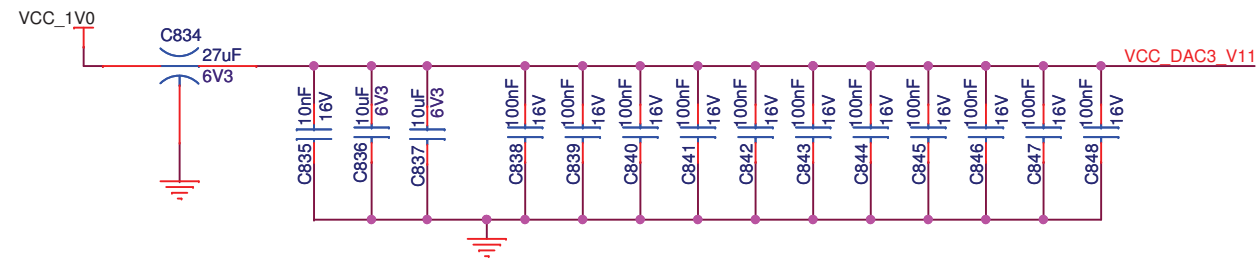 VCC_1V0
C834
27uF
6V3
VCC_DAC3_V11
C835 10nF
16V
C836 10uF
6V3
C837 10uF
6V3
C838 100nF
16V
C839 100nF
16V
C840 100nF
16V
C841 100nF
16V
C842 100nF
16V
C843 100nF
16V
C844 100nF
16V
C845 100nF
16V
C846 100nF
16V
C847 100nF
16V
C848 100nF
16V